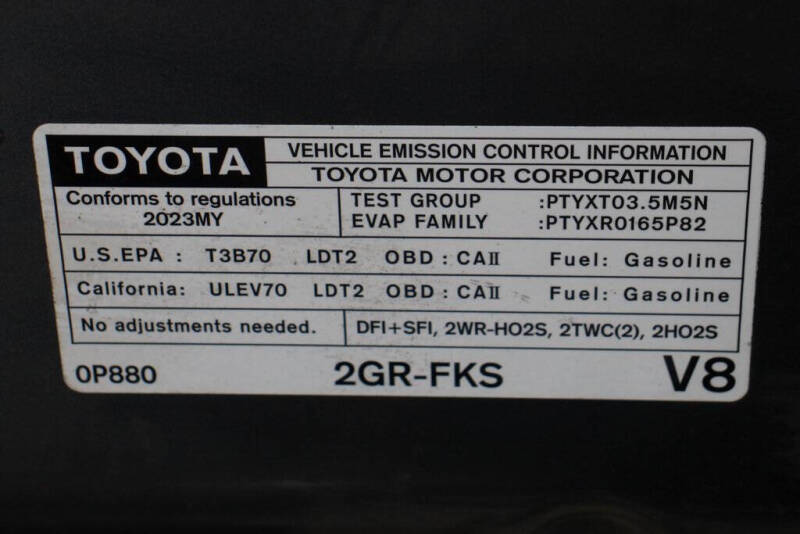 TOYOTA
VEHICLE EMISSION CONTROL INFORMATION
TOYOTA MOTOR CORPORATION
Conforms to regulations
2023MY
TEST GROUP :PTYXT03.5M5N
EVAP FAMILY :PTYXR0165P82
U.S.EPA : T3B70 LDT2 OBD : CAII Fuel: Gasoline
California: ULEV70 LDT2 OBD : CAII Fuel: Gasoline
No adjustments needed.
DFI+SFI, 2WR-HO2S, 2TWC(2), 2HO2S
0P880 2GR-FKS V8